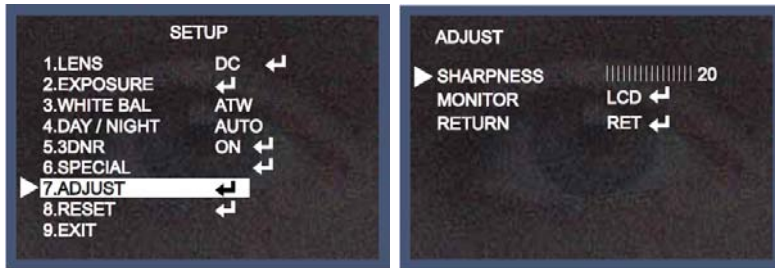 SETUP
1.LENS DC ↵
2.EXPOSURE ↵
3.WHITE BAL ATW
4.DAY / NIGHT AUTO
5.3DNR ON ↵
6.SPECIAL ↵
7.ADJUST ↵
8.RESET ↵
9.EXIT
ADJUST
SHARPNESS 20
MONITOR LCD ↵
RETURN RET ↵